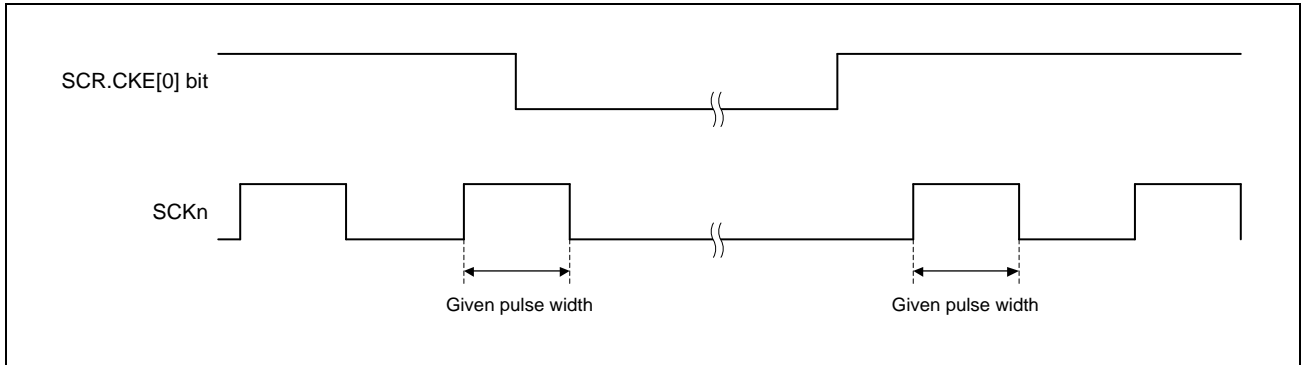 SCR.CKE[0] bit
SCKn
Given pulse width
Given pulse width